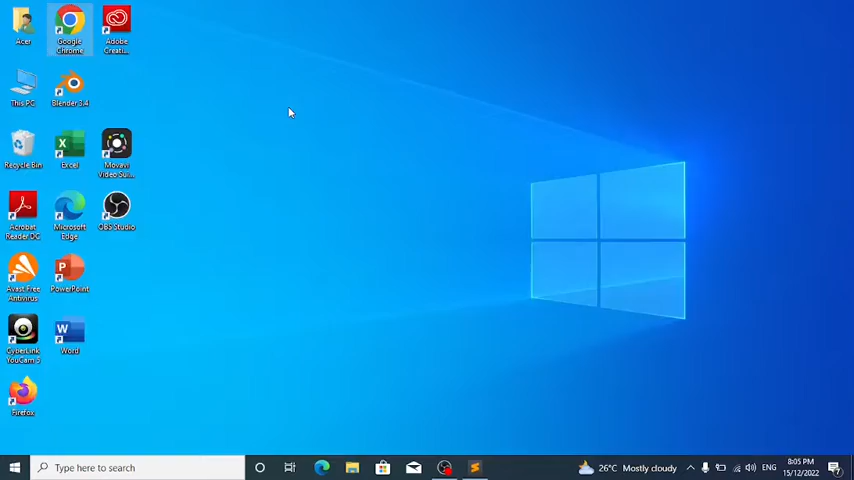 Acer
Google
Chrome
Adobe
Creati...
This PC
Blender 3.4
Recycle Bin
Excel
Movavi
Video Sui...
Acrobat
Reader DC
Microsoft
Edge
OBS Studio
Avast Free
Antivirus
PowerPoint
CyberLink
YouCam 5
Word
Firefox
Type here to search
26°C Mostly cloudy
ENG
8:05 PM
15/12/2022
7